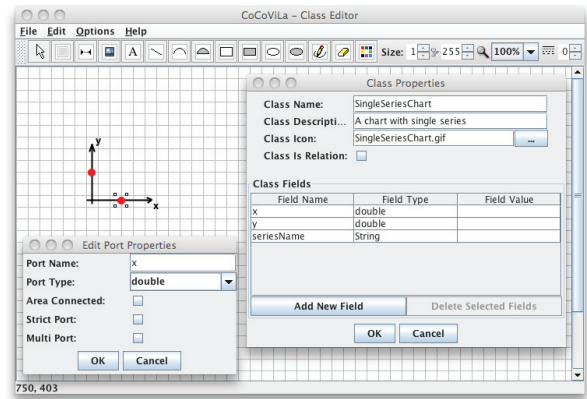 CoCoViLa – Class Editor
File Edit Options Help
A Size: 1 255 100% 0
Class Properties
Class Name: SingleSeriesChart
Class Descripti... A chart with single series
Class Icon: SingleSeriesChart.gif ...
Class Is Relation:
Class Fields
Field Name Field Type Field Value
x double
y double
seriesName String
Add New Field Delete Selected Fields
OK Cancel
y
x
Edit Port Properties
Port Name: x
Port Type: double
Area Connected:
Strict Port:
Multi Port:
OK Cancel
750, 403